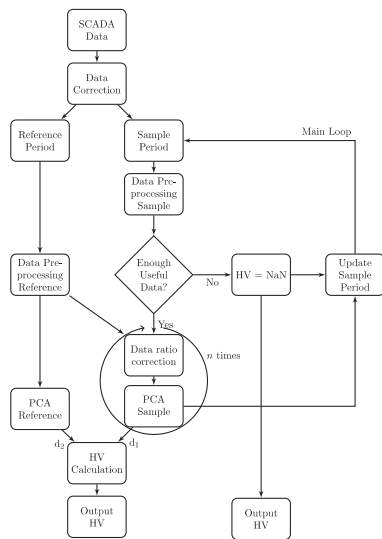 SCADA
Data
Data
Correction
Reference
Period
Sample
Period
Main Loop
Data Pre-
processing
Sample
Data Pre-
processing
Reference
Enough
Useful
Data?
No
HV = NaN
Update
Sample
Period
Yes
Data ratio
correction
n times
PCA
Reference
PCA
Sample
d2
d1
HV
Calculation
Output
HV
Output
HV